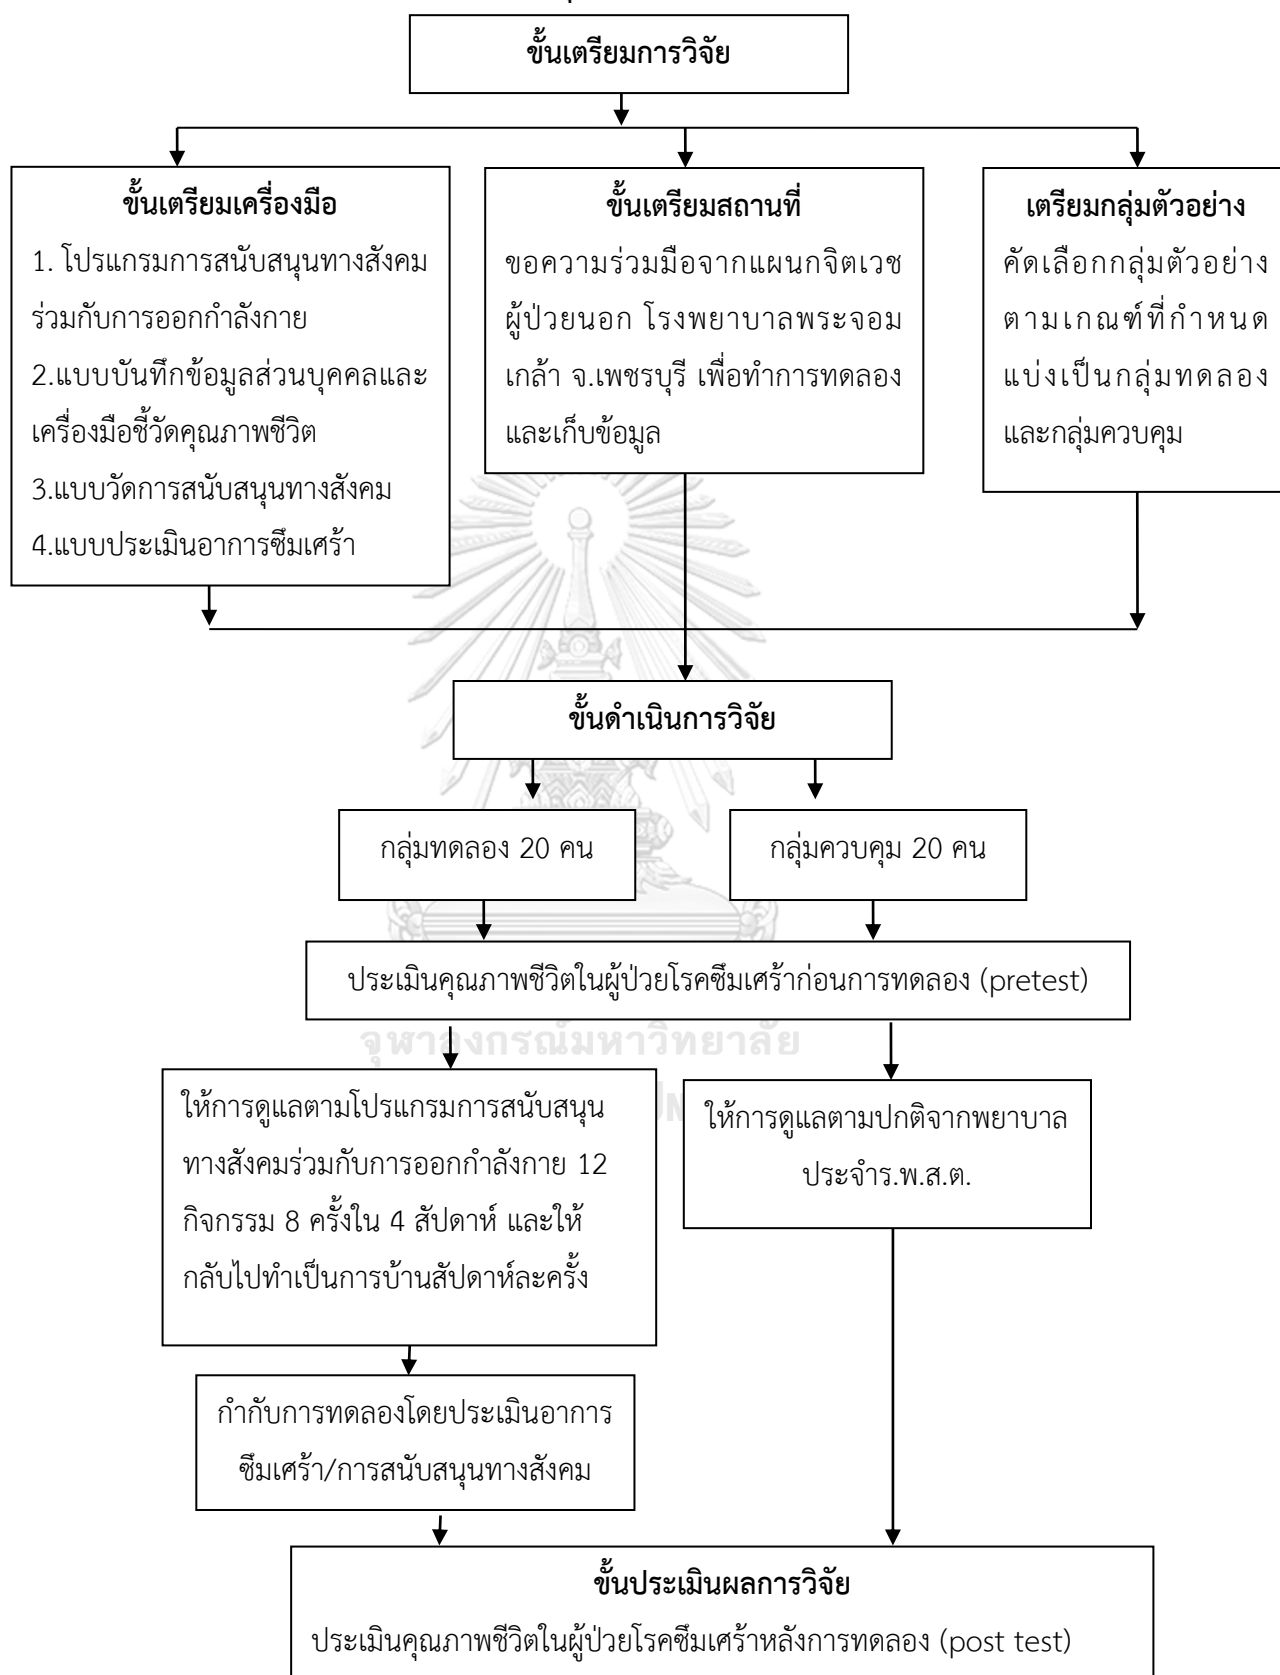 ขั้นเตรียมการวิจัย
ขั้นเตรียมเครื่องมือ
1. โปรแกรมการสนับสนุนทางสังคม
ร่วมกับการออกกำลังกาย
2.แบบบันทึกข้อมูลส่วนบุคคลและ
เครื่องมือชี้วัดคุณภาพชีวิต
3.แบบวัดการสนับสนุนทางสังคม
4.แบบประเมินอาการซึมเศร้า
ขั้นเตรียมสถานที่
ขอความร่วมมือจากแผนกจิตเวช
ผู้ป่วยนอก โรงพยาบาลพระจอม
เกล้า จ.เพชรบุรี เพื่อทำการทดลอง
และเก็บข้อมูล
เตรียมกลุ่มตัวอย่าง
คัดเลือกกลุ่มตัวอย่าง
ตามเกณฑ์ที่กำหนด
แบ่งเป็นกลุ่มทดลอง
และกลุ่มควบคุม
ขั้นดำเนินการวิจัย
กลุ่มทดลอง 20 คน
กลุ่มควบคุม 20 คน
ประเมินคุณภาพชีวิตในผู้ป่วยโรคซึมเศร้าก่อนการทดลอง (pretest)
จุฬาลงกรณ์มหาวิทยาลัย
ให้การดูแลตามโปรแกรมการสนับสนุน
ทางสังคมร่วมกับการออกกำลังกาย 12
กิจกรรม 8 ครั้งใน 4 สัปดาห์ และให้
กลับไปทำเป็นการบ้านสัปดาห์ละครั้ง
ให้การดูแลตามปกติจากพยาบาล
ประจำร.พ.ส.ต.
กำกับการทดลองโดยประเมินอาการ
ซึมเศร้า/การสนับสนุนทางสังคม
ขั้นประเมินผลการวิจัย
ประเมินคุณภาพชีวิตในผู้ป่วยโรคซึมเศร้าหลังการทดลอง (post test)